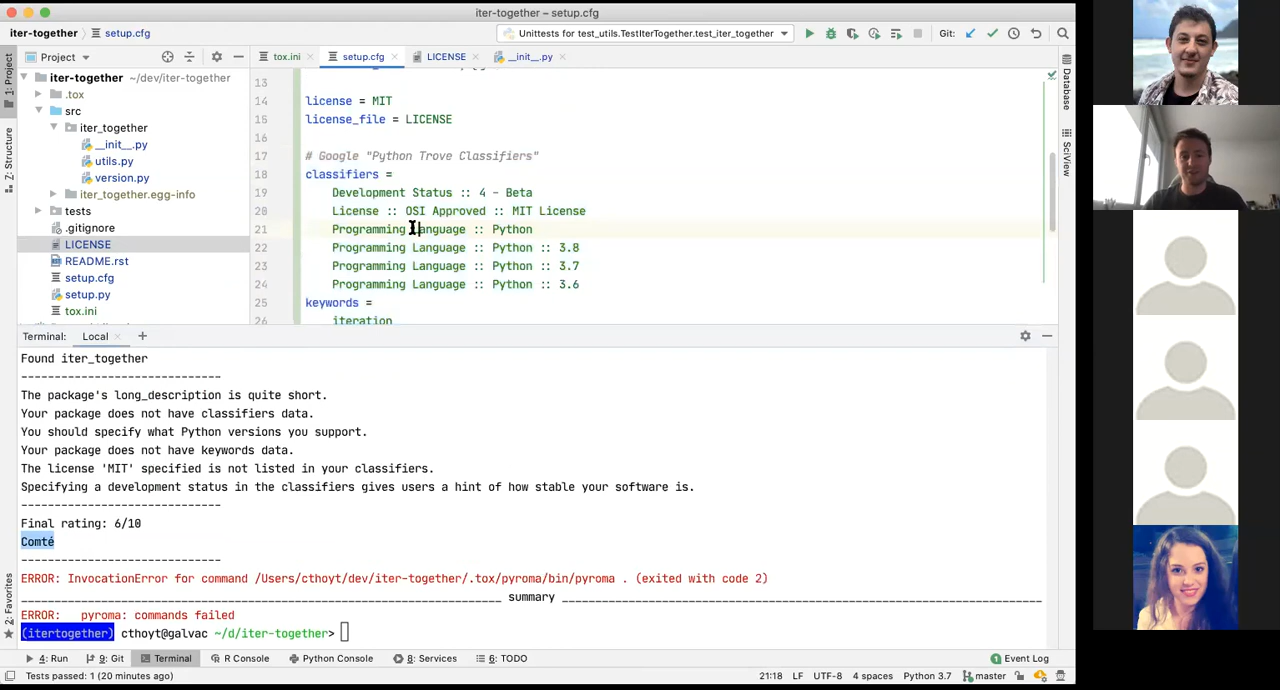 iter-together – setup.cfg
iter-together
setup.cfg
Unittests for test_utils.TestIterTogether.test_iter_together
Git:
Project
tox.ini
setup.cfg
LICENSE
__init__.py
iter-together ~/dev/iter-together
.tox
src
iter_together
__init__.py
utils.py
version.py
iter_together.egg-info
tests
.gitignore
LICENSE
README.rst
setup.cfg
setup.py
tox.ini
13
14 license = MIT
15 license_file = LICENSE
16
17 # Google "Python Trove Classifiers"
18 classifiers =
19 Development Status :: 4 - Beta
20 License :: OSI Approved :: MIT License
21 Programming Language :: Python
22 Programming Language :: Python :: 3.8
23 Programming Language :: Python :: 3.7
24 Programming Language :: Python :: 3.6
25 keywords =
26 iteration
1: Project
7: Structure
2: Favorites
Database
SciView
Terminal: Local
Found iter_together
------------------------------
The package's long_description is quite short.
Your package does not have classifiers data.
You should specify what Python versions you support.
Your package does not have keywords data.
The license 'MIT' specified is not listed in your classifiers.
Specifying a development status in the classifiers gives users a hint of how stable your software is.
------------------------------
Final rating: 6/10
Comté
------------------------------
ERROR: InvocationError for command /Users/cthoyt/dev/iter-together/.tox/pyroma/bin/pyroma . (exited with code 2)
summary
ERROR: pyroma: commands failed
(itertogether) cthoyt@galvac ~/d/iter-together>
4: Run
9: Git
Terminal
R Console
Python Console
8: Services
6: TODO
Event Log
Tests passed: 1 (20 minutes ago)
21:18 LF UTF-8 4 spaces Python 3.7 master